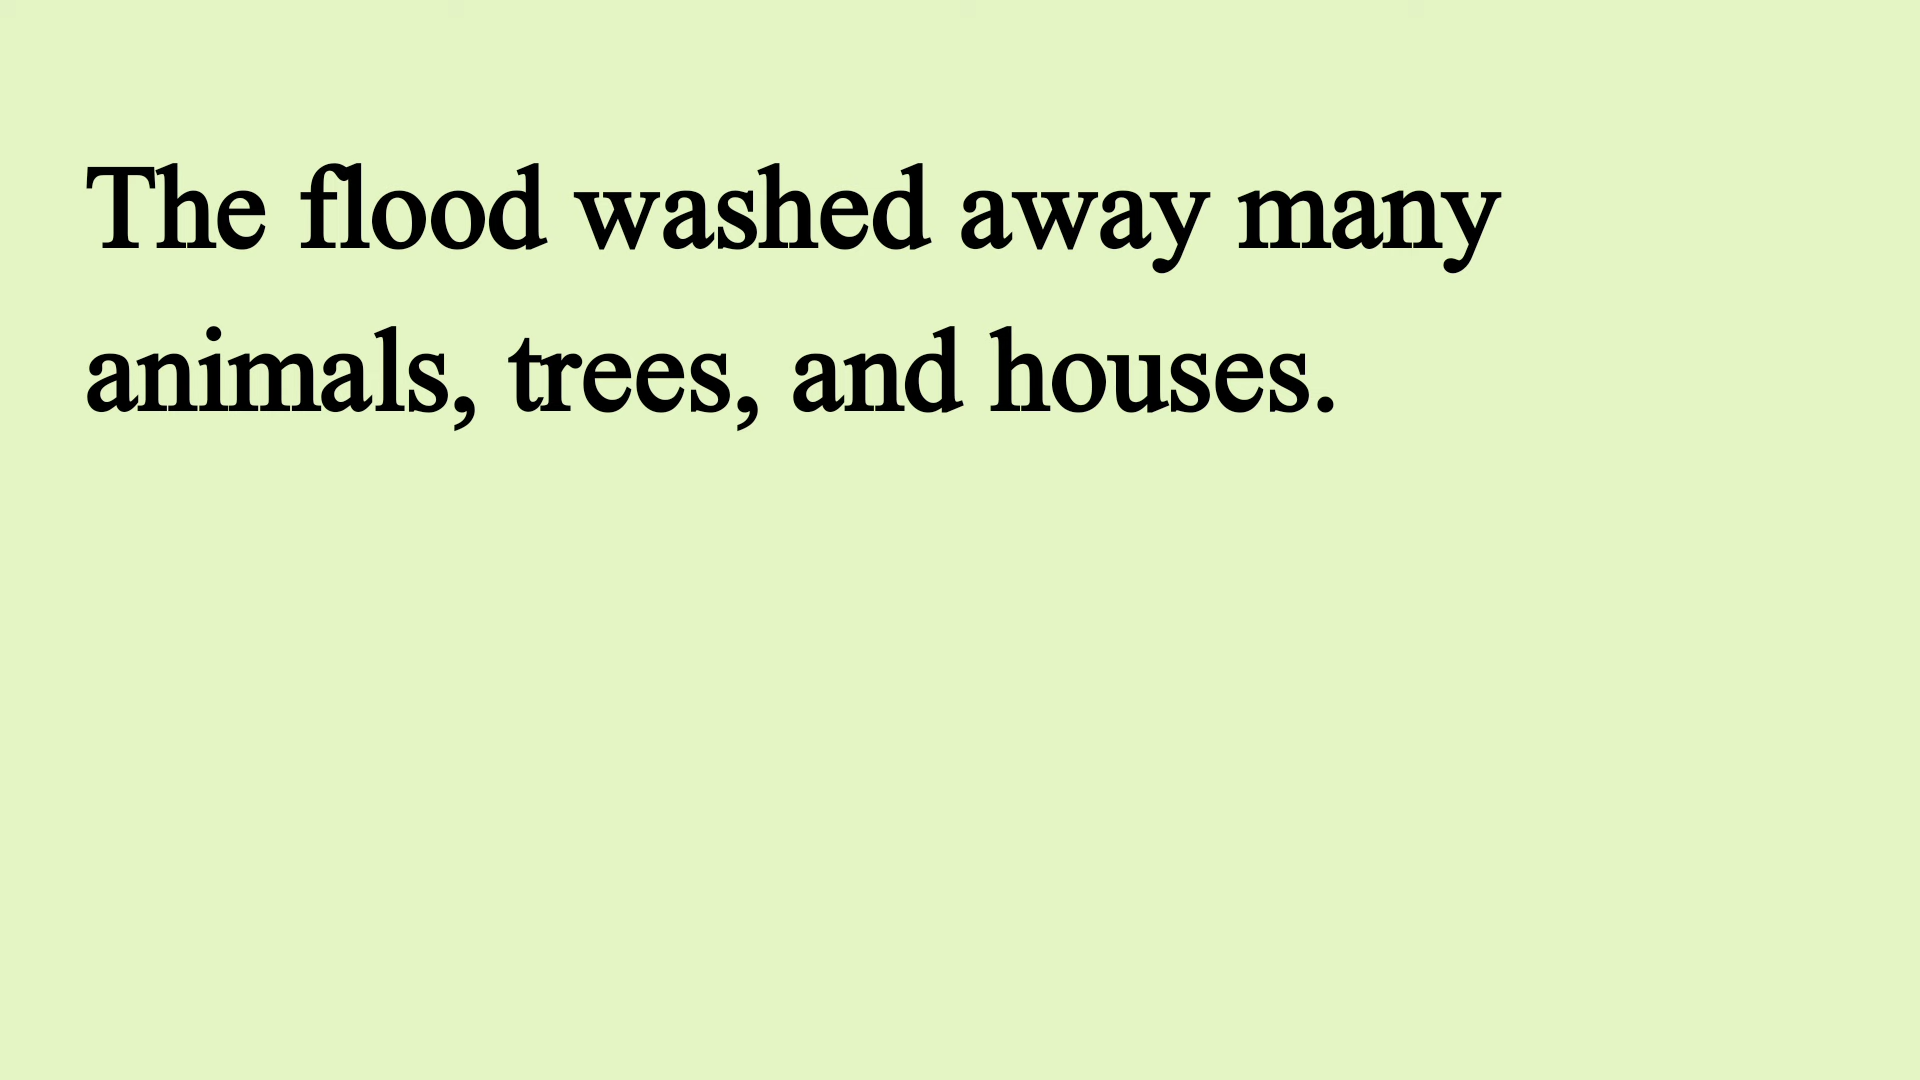 The flood washed away many
animals, trees, and houses.